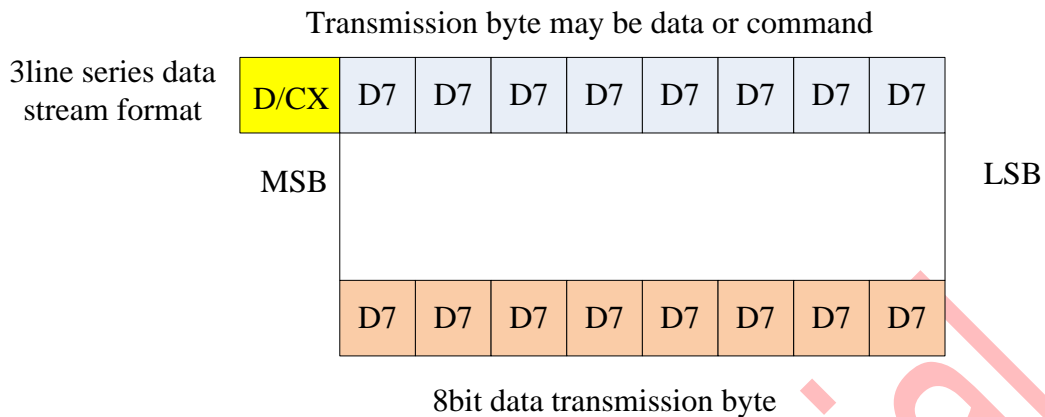 Transmission byte may be data or command
3line series data
stream format
D/CX D7 D7 D7 D7 D7 D7 D7 D7
MSB
LSB
D7 D7 D7 D7 D7 D7 D7 D7
8bit data transmission byte